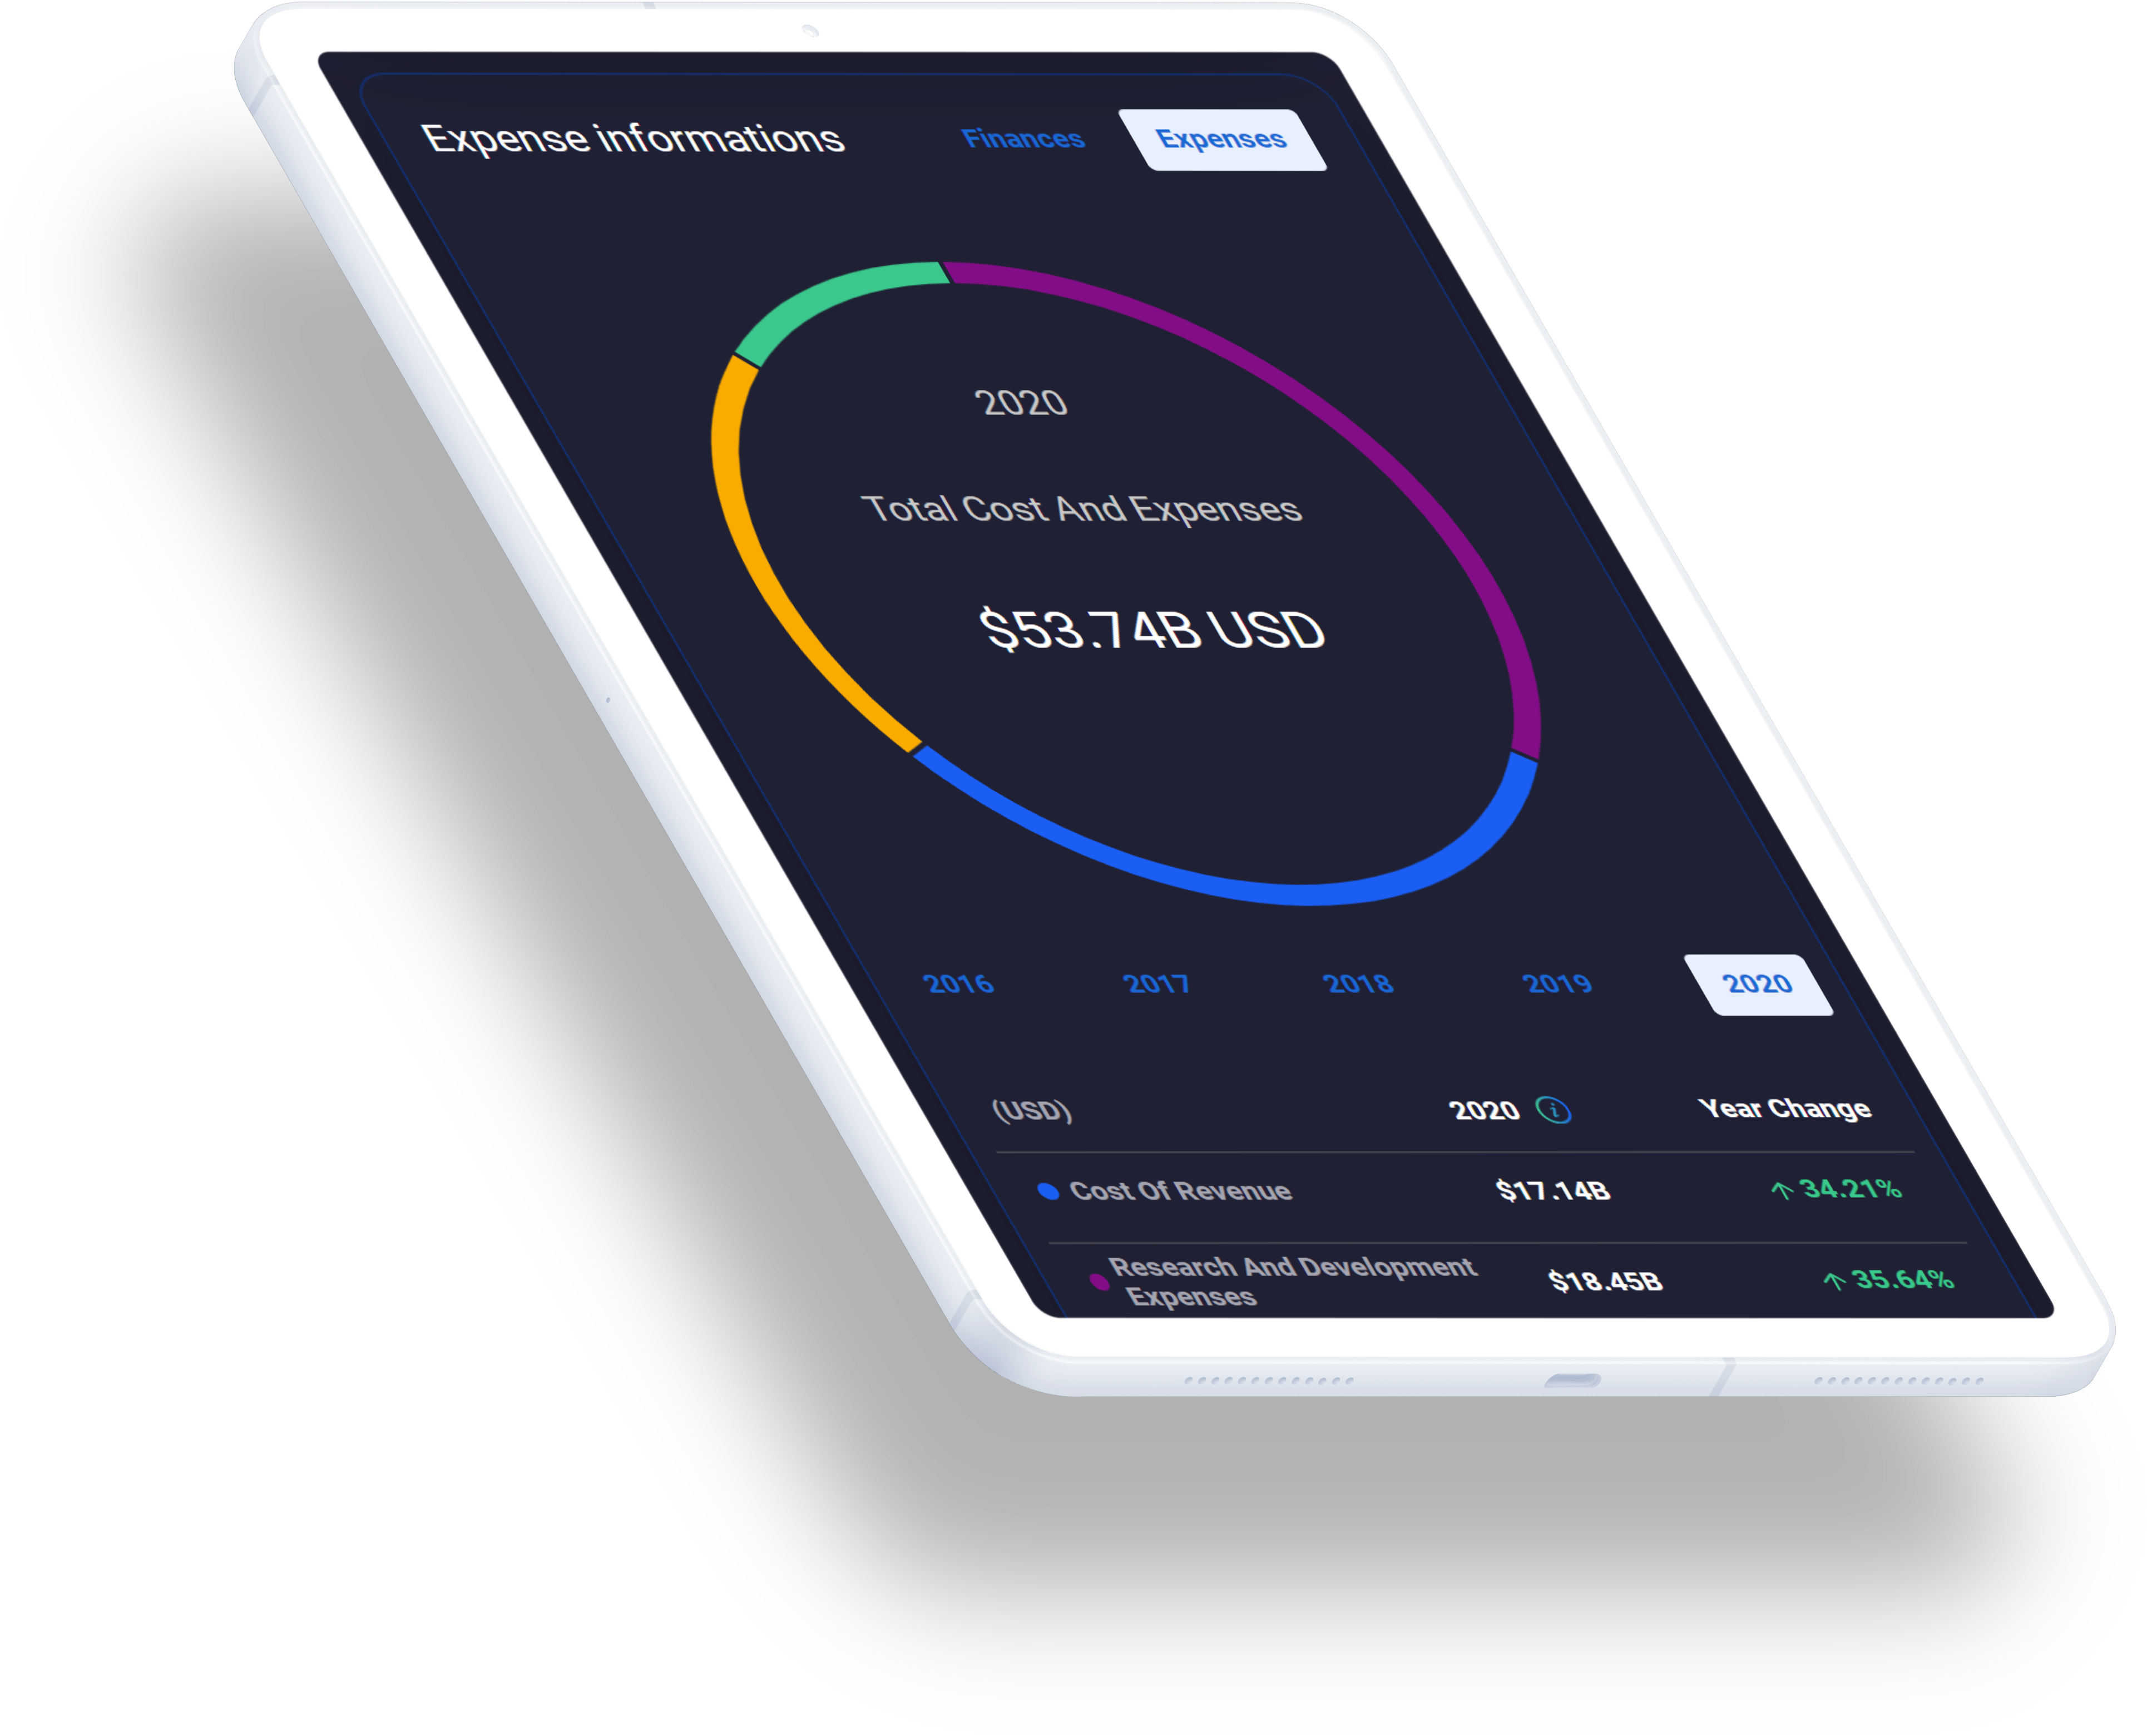 Expense informations Finances Expenses
2020
Total Cost And Expenses
$53.74B USD
2016 2017 2018 2019 2020
(USD) 2020 i Year Change
Cost Of Revenue $17.14B ↑ 34.21%
Research And Development
Expenses $18.45B ↑ 35.64%